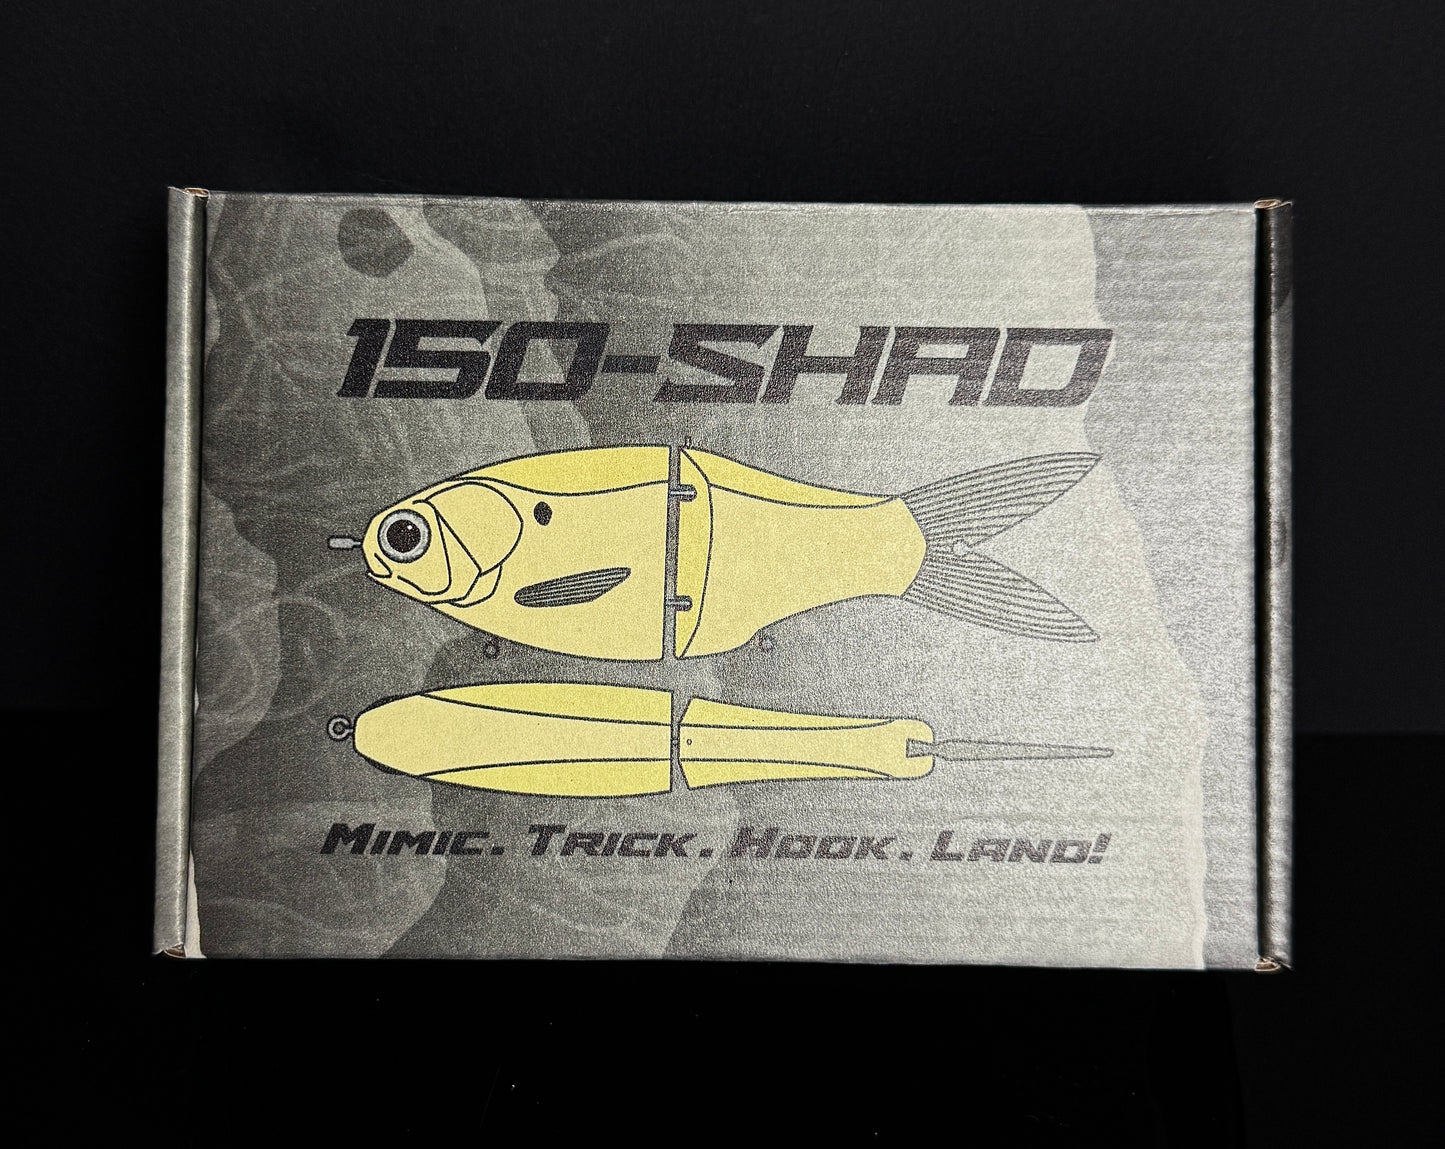 150-SHAD
MIMIC. TRICK. HOOK. LAND!